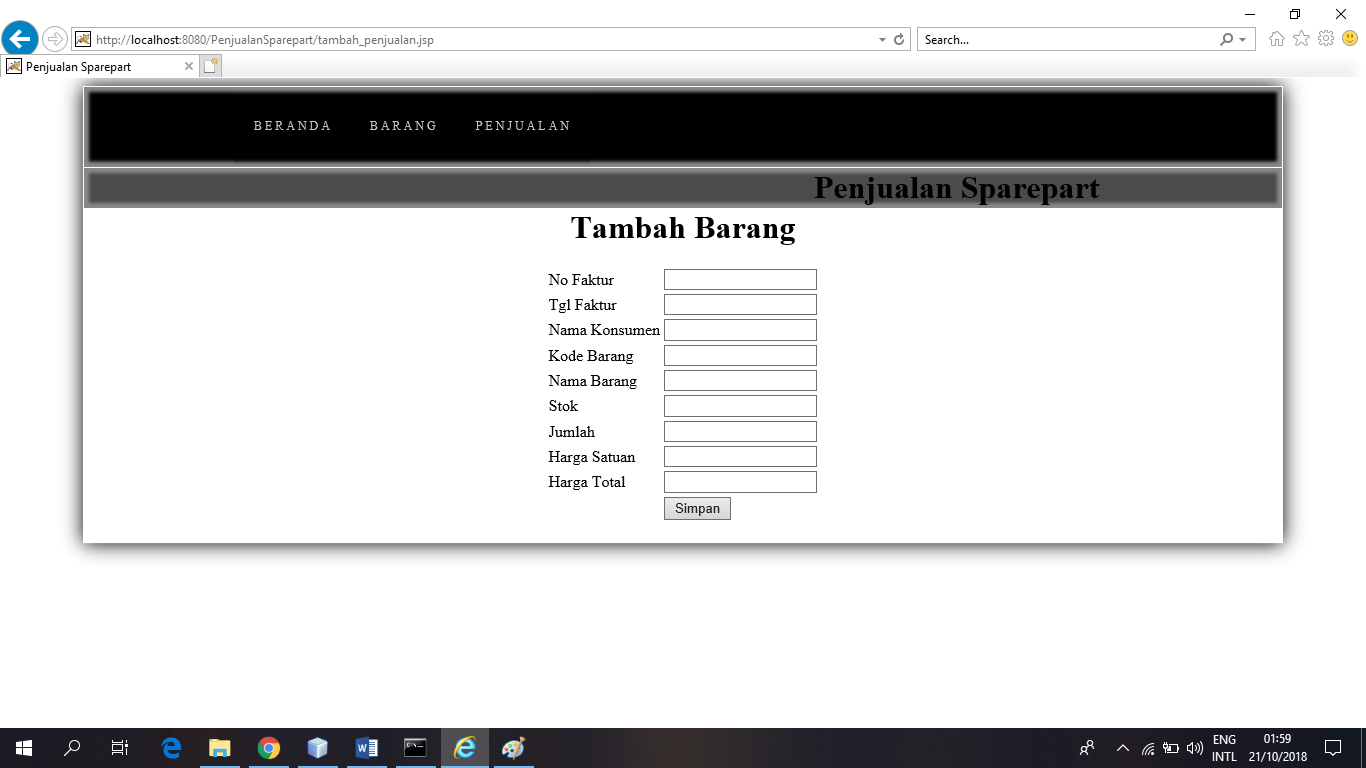 http://localhost:8080/PenjualanSparepart/tambah_penjualan.jsp
Search...
Penjualan Sparepart
BERANDA BARANG PENJUALAN
Penjualan Sparepart
Tambah Barang
No Faktur
Tgl Faktur
Nama Konsumen
Kode Barang
Nama Barang
Stok
Jumlah
Harga Satuan
Harga Total
Simpan
ENG 01:59
INTL 21/10/2018